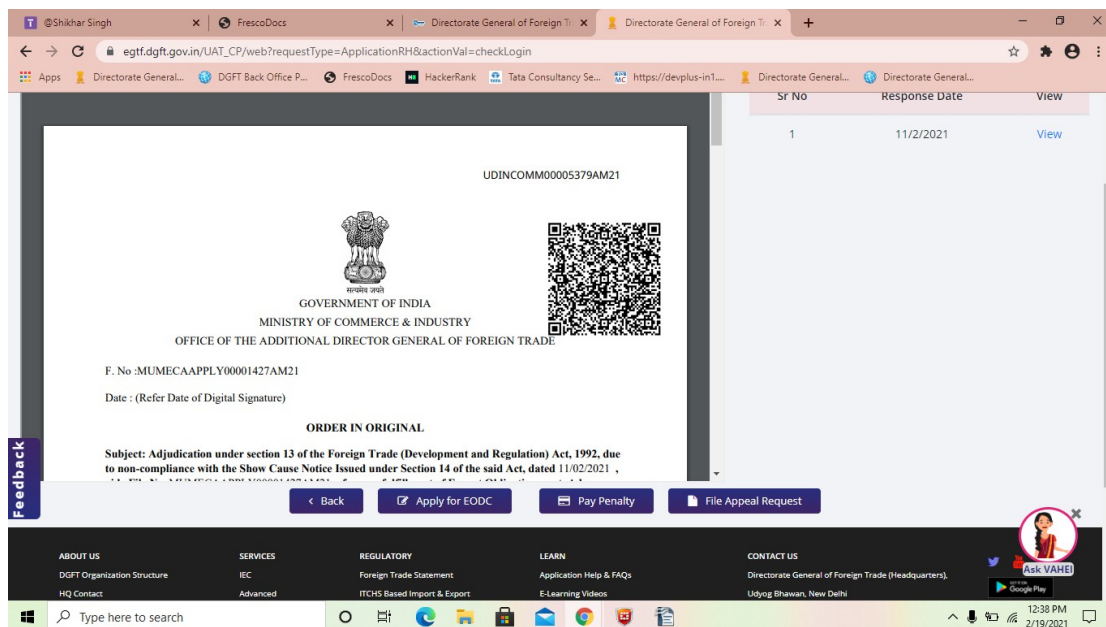 @Shikhar Singh
FrescoDocs
Directorate General of Foreign Tr
Directorate General of Foreign Tr
egtf.dgft.gov.in/UAT_CP/web?requestType=ApplicationRH&actionVal=checkLogin
Apps Directorate General... DGFT Back Office P... FrescoDocs HackerRank Tata Consultancy Se... https://devplus-in1.... Directorate General... Directorate General...
Sr No Response Date View
1 11/2/2021 View
UDINCOMM00005379AM21
सत्यमेव जयते
GOVERNMENT OF INDIA
MINISTRY OF COMMERCE & INDUSTRY
OFFICE OF THE ADDITIONAL DIRECTOR GENERAL OF FOREIGN TRADE
F. No :MUMECAAPPLY00001427AM21
Date : (Refer Date of Digital Signature)
ORDER IN ORIGINAL
Subject: Adjudication under section 13 of the Foreign Trade (Development and Regulation) Act, 1992, due
to non-compliance with the Show Cause Notice Issued under Section 14 of the said Act, dated 11/02/2021 ,
Feedback
Back Apply for EODC Pay Penalty File Appeal Request
Ask VAHEI
ABOUT US SERVICES REGULATORY LEARN CONTACT US
DGFT Organization Structure IEC Foreign Trade Statement Application Help & FAQs Directorate General of Foreign Trade (Headquarters),
HQ Contact Advanced ITCHS Based Import & Export E-Learning Videos Udyog Bhawan, New Delhi
Google Play
Type here to search
12:38 PM
2/19/2021